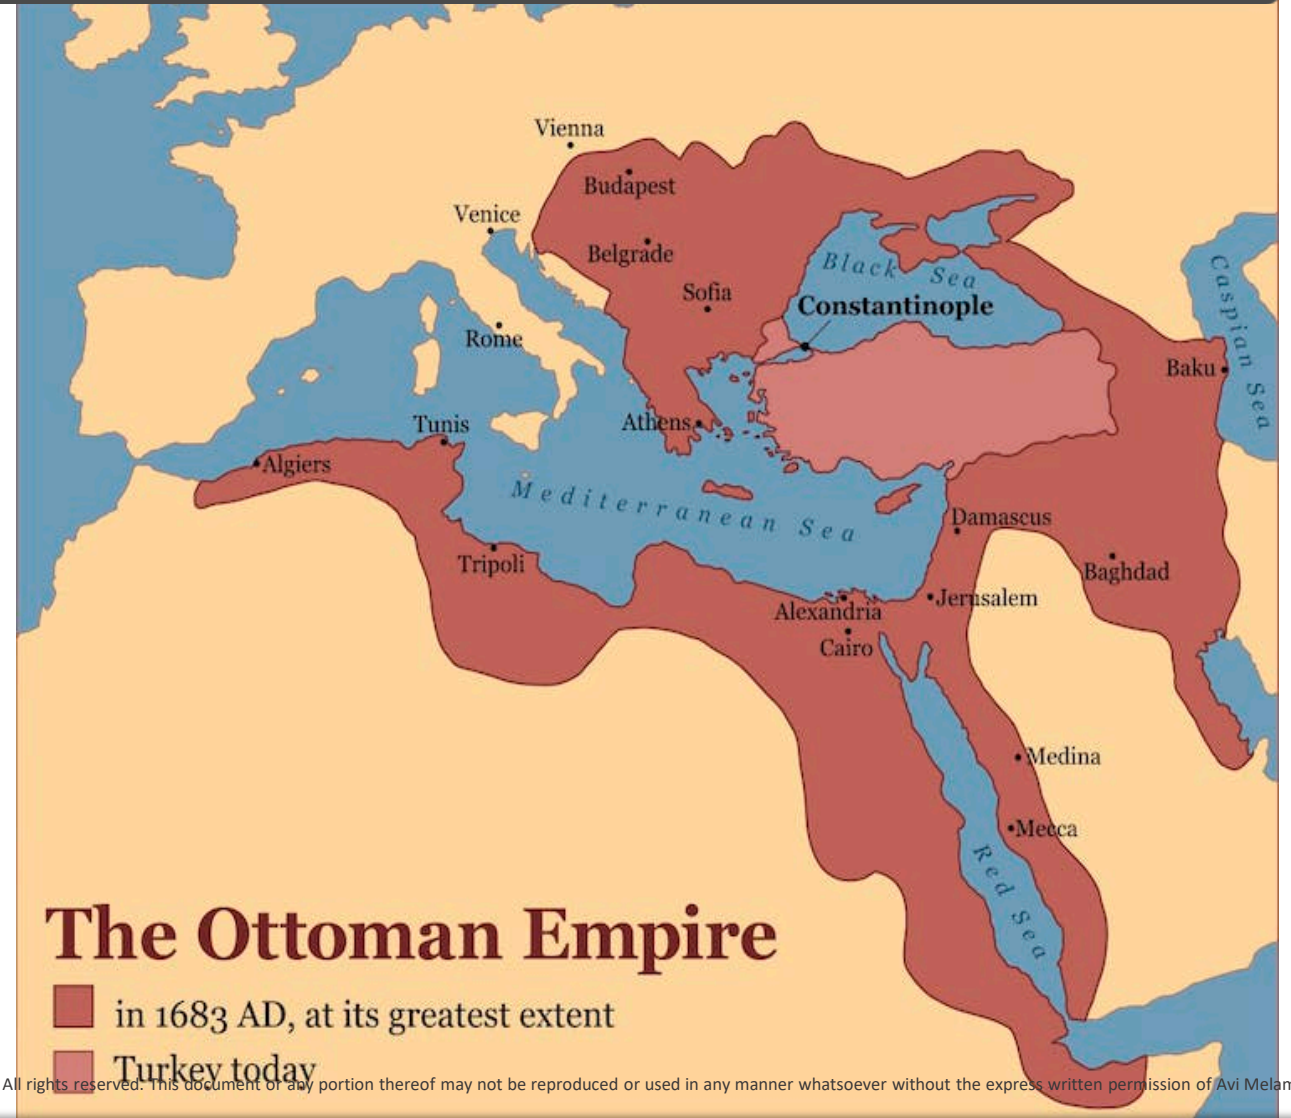 Vienna
Budapest
Venice
Belgrade
Black Sea
Sofia
Constantinople
Caspian Sea
Rome
Baku
Tunis
Athens
Algiers
Mediterranean Sea
Damascus
Tripoli
Baghdad
Alexandria
Jerusalem
Cairo
Medina
Mecca
Red Sea
The Ottoman Empire
in 1683 AD, at its greatest extent
Turkey today
All rights reserved. This document or any portion thereof may not be reproduced or used in any manner whatsoever without the express written permission of Avi Melam